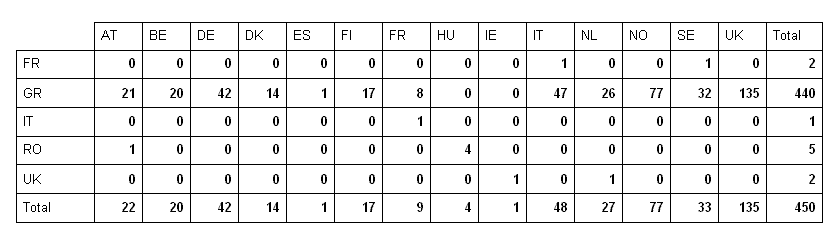 AT BE DE DK ES FI FR HU IE IT NL NO SE UK Total
FR 0 0 0 0 0 0 0 0 0 1 0 0 1 0 2
GR 21 20 42 14 1 17 8 0 0 47 26 77 32 135 440
IT 0 0 0 0 0 0 1 0 0 0 0 0 0 0 1
RO 1 0 0 0 0 0 0 4 0 0 0 0 0 0 5
UK 0 0 0 0 0 0 0 0 1 0 1 0 0 0 2
Total 22 20 42 14 1 17 9 4 1 48 27 77 33 135 450